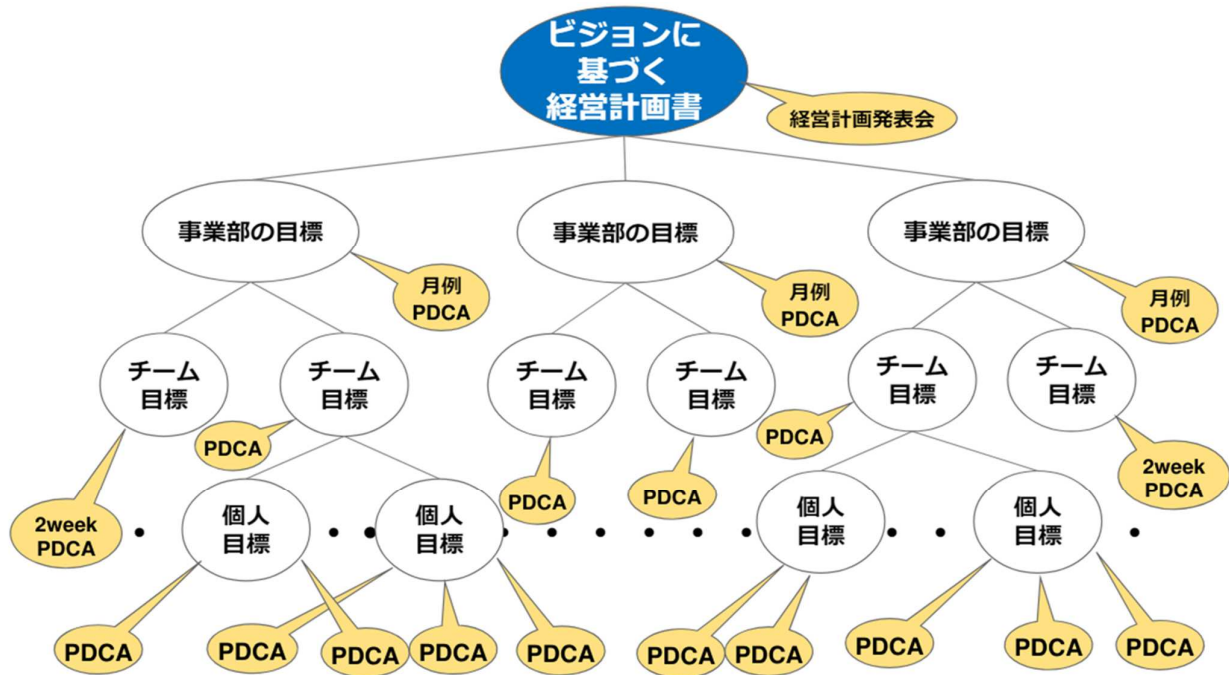 ビジョンに
基づく
経営計画書
経営計画発表会
事業部の目標
事業部の目標
事業部の目標
月例
PDCA
月例
PDCA
月例
PDCA
チーム
目標
チーム
目標
チーム
目標
チーム
目標
チーム
目標
チーム
目標
PDCA
PDCA
2week
PDCA
PDCA
PDCA
2week
PDCA
個人
目標
個人
目標
個人
目標
個人
目標
PDCA
PDCA
PDCA
PDCA
PDCA
PDCA
PDCA
PDCA
PDCA
PDCA